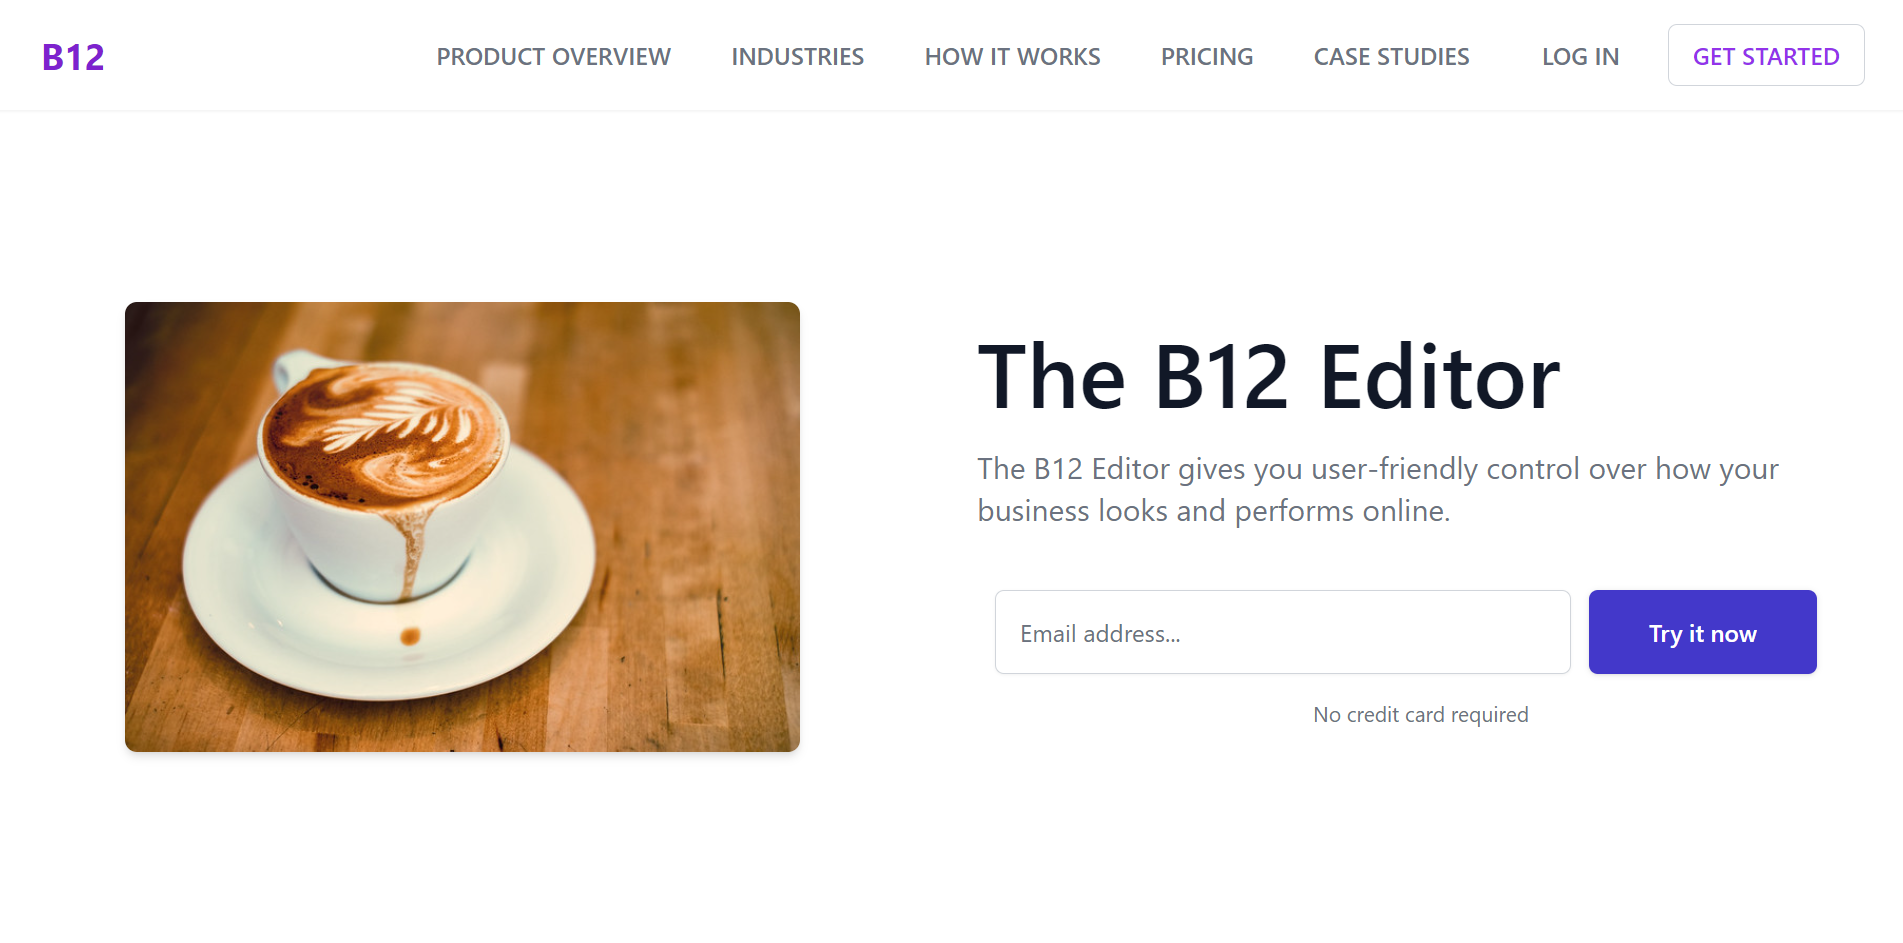 B12
PRODUCT OVERVIEW
INDUSTRIES
HOW IT WORKS
PRICING
CASE STUDIES
LOG IN
GET STARTED
The B12 Editor
The B12 Editor gives you user-friendly control over how your
business looks and performs online.
Email address...
Try it now
No credit card required